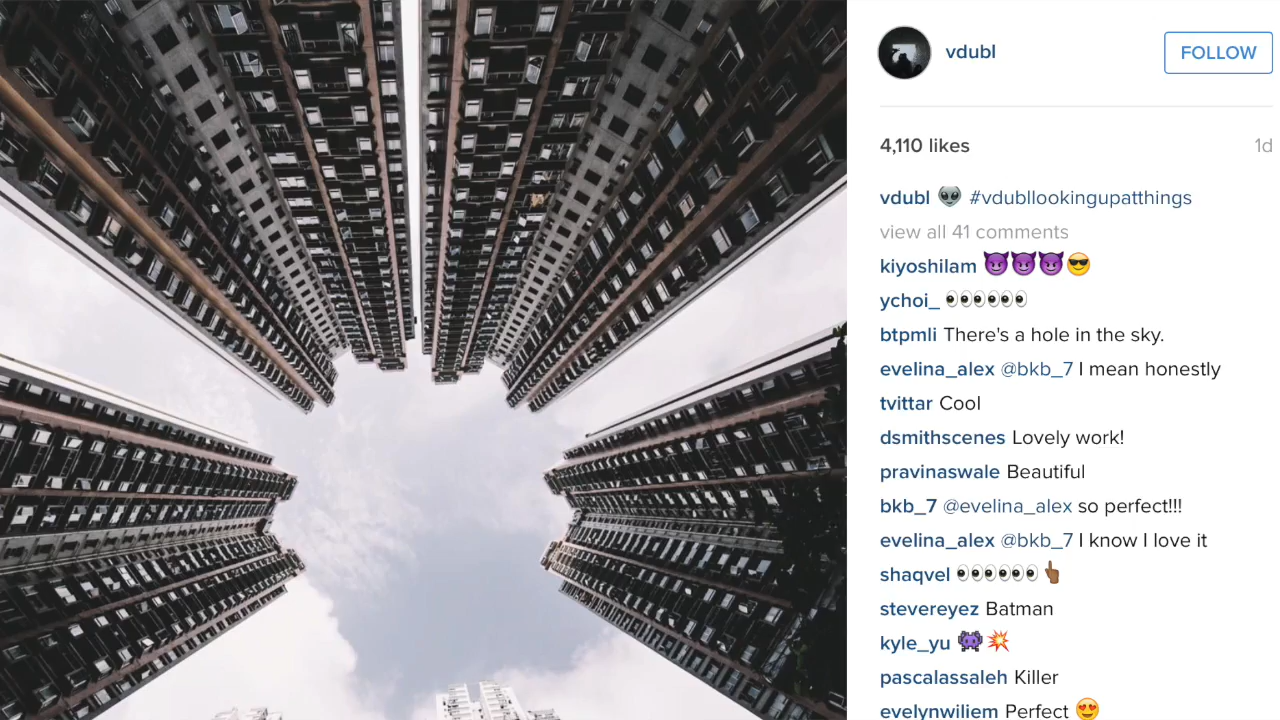 vdubl
FOLLOW
4,110 likes 1d
vdubl 👽 #vdubllookingupatthings
view all 41 comments
kiyoshilam 😈😈😈😎
ychoi_ 👀👀👀
btpmli There's a hole in the sky.
evelina_alex @bkb_7 I mean honestly
tvittar Cool
dsmithscenes Lovely work!
pravinaswale Beautiful
bkb_7 @evelina_alex so perfect!!!
evelina_alex @bkb_7 I know I love it
shaqvel 👀👀👀👆🏾
stevereyez Batman
kyle_yu 👾💥
pascalassaleh Killer
evelynwiliem Perfect 😍